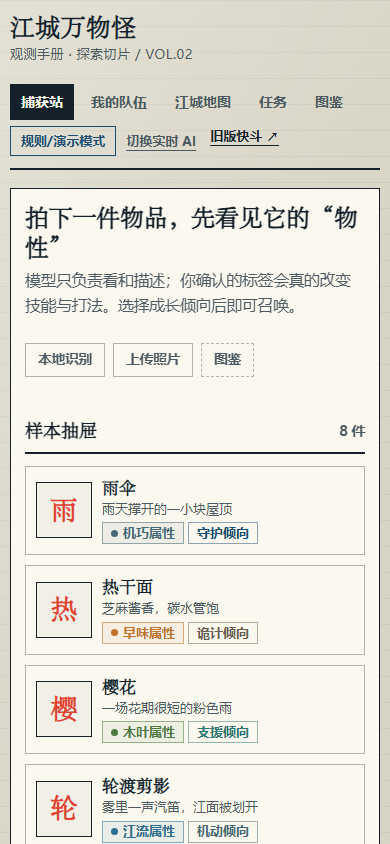 江城万物怪
观测手册 · 探索切片 / VOL.02
捕获站 我的队伍 江城地图 任务 图鉴
规则/演示模式 切换实时 AI 旧版快斗 ↗
拍下一件物品，先看见它的“物
性”
模型只负责看和描述；你确认的标签会真的改变
技能与打法。选择成长倾向后即可召唤。
本地识别 上传照片 图鉴
样本抽屉 8 件
雨 雨伞
雨天撑开的一小块屋顶
机巧属性 守护倾向
热 热干面
芝麻酱香，碳水管饱
早味属性 诡计倾向
樱 樱花
一场花期很短的粉色雨
木叶属性 支援倾向
轮 轮渡剪影
雾里一声汽笛，江面被划开
江流属性 机动倾向